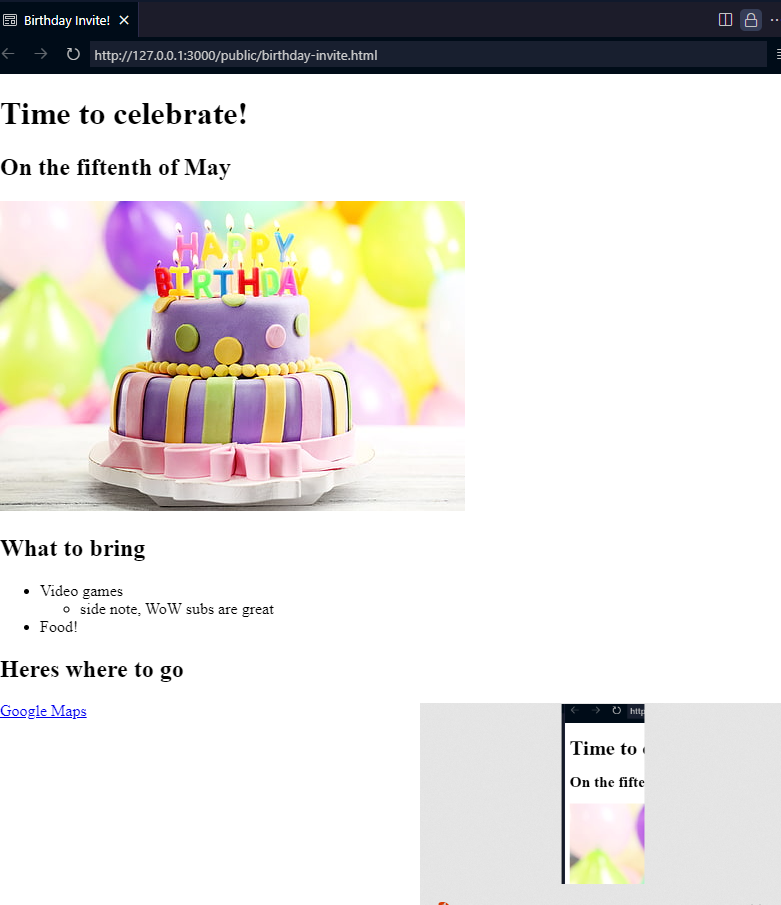 Birthday Invite!
http://127.0.0.1:3000/public/birthday-invite.html
Time to celebrate!
On the fiftenth of May
HAPPY
BIRTHDAY
What to bring
Video games
side note, WoW subs are great
Food!
Heres where to go
Google Maps
http
Time to
On the fifte